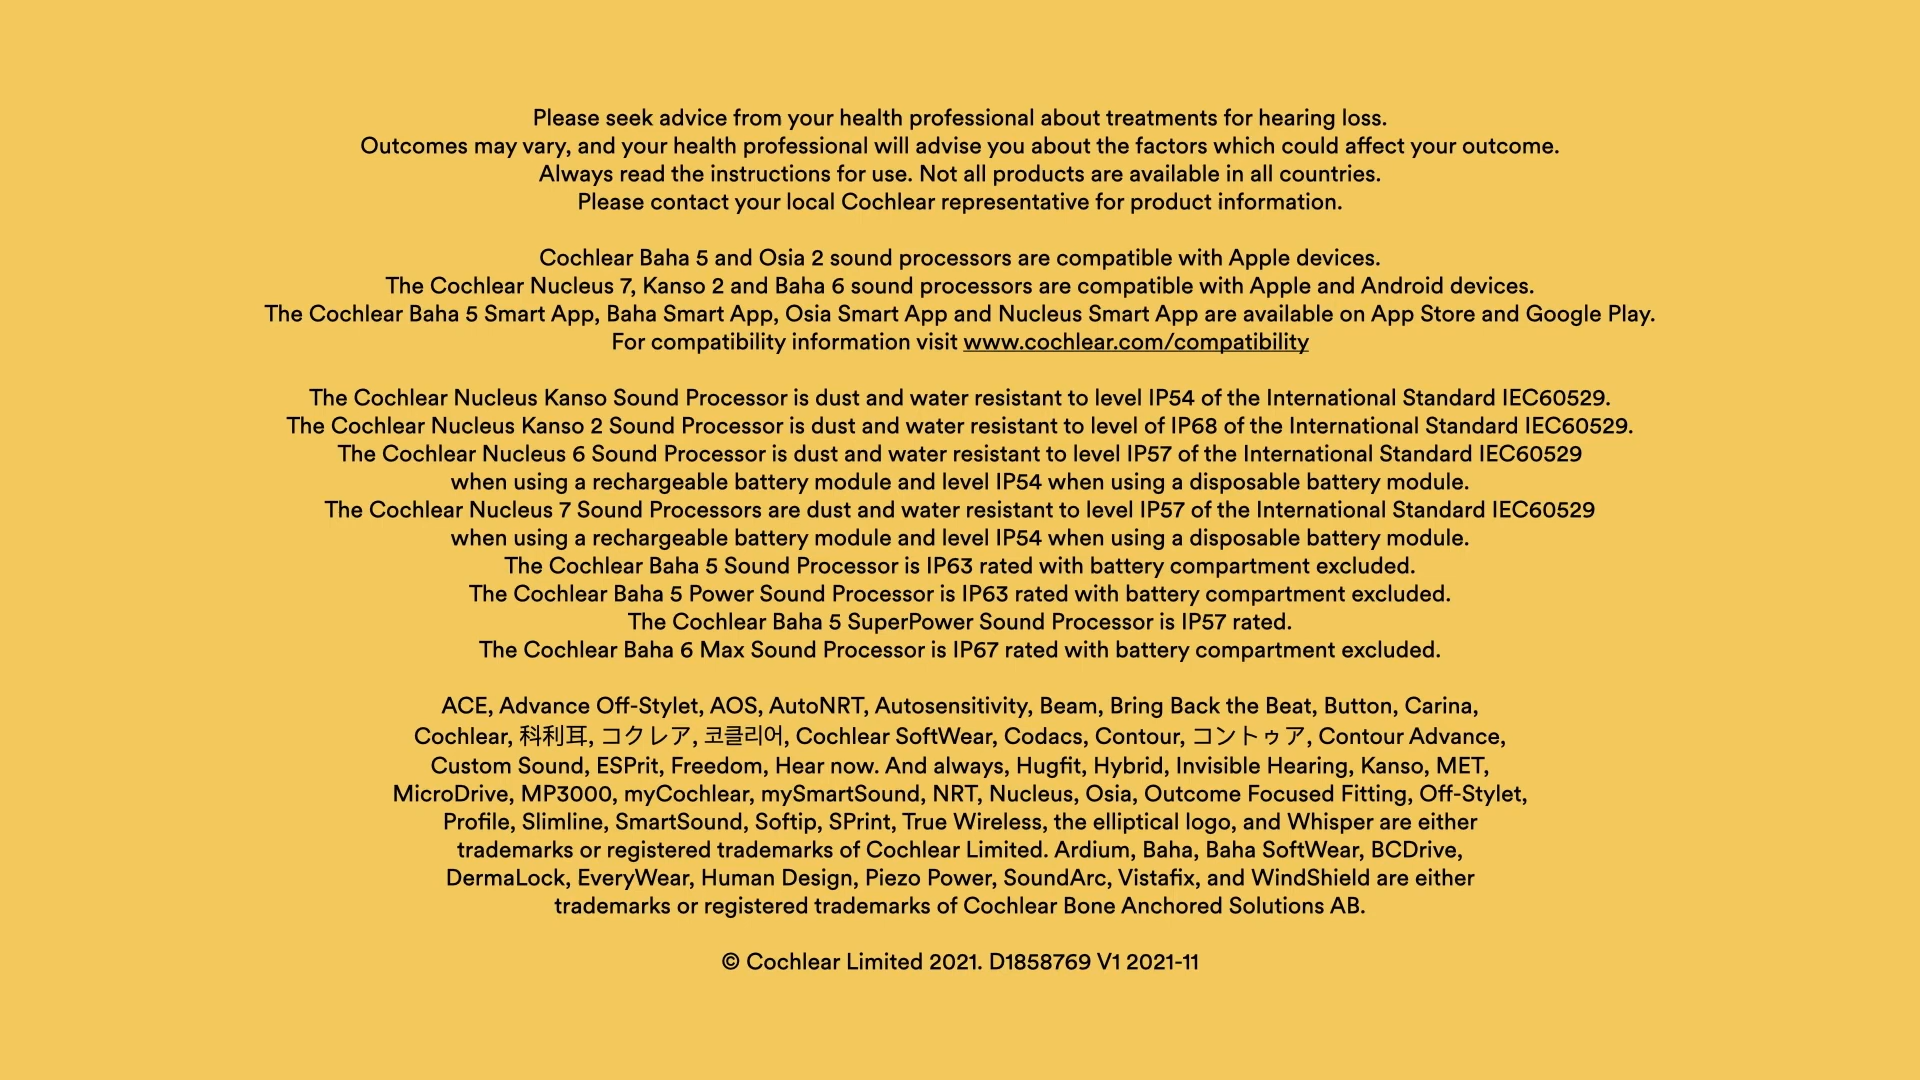 Please seek advice from your health professional about treatments for hearing loss.
Outcomes may vary, and your health professional will advise you about the factors which could affect your outcome.
Always read the instructions for use. Not all products are available in all countries.
Please contact your local Cochlear representative for product information.
Cochlear Baha 5 and Osia 2 sound processors are compatible with Apple devices.
The Cochlear Nucleus 7, Kanso 2 and Baha 6 sound processors are compatible with Apple and Android devices.
The Cochlear Baha 5 Smart App, Baha Smart App, Osia Smart App and Nucleus Smart App are available on App Store and Google Play.
For compatibility information visit www.cochlear.com/compatibility
The Cochlear Nucleus Kanso Sound Processor is dust and water resistant to level IP54 of the International Standard IEC60529.
The Cochlear Nucleus Kanso 2 Sound Processor is dust and water resistant to level of IP68 of the International Standard IEC60529.
The Cochlear Nucleus 6 Sound Processor is dust and water resistant to level IP57 of the International Standard IEC60529
when using a rechargeable battery module and level IP54 when using a disposable battery module.
The Cochlear Nucleus 7 Sound Processors are dust and water resistant to level IP57 of the International Standard IEC60529
when using a rechargeable battery module and level IP54 when using a disposable battery module.
The Cochlear Baha 5 Sound Processor is IP63 rated with battery compartment excluded.
The Cochlear Baha 5 Power Sound Processor is IP63 rated with battery compartment excluded.
The Cochlear Baha 5 SuperPower Sound Processor is IP57 rated.
The Cochlear Baha 6 Max Sound Processor is IP67 rated with battery compartment excluded.
ACE, Advance Off-Stylet, AOS, AutoNRT, Autosensitivity, Beam, Bring Back the Beat, Button, Carina,
Cochlear, 科利耳, コクレア, 코클리어, Cochlear SoftWear, Codacs, Contour, コントゥア, Contour Advance,
Custom Sound, ESPrit, Freedom, Hear now. And always, Hugfit, Hybrid, Invisible Hearing, Kanso, MET,
MicroDrive, MP3000, myCochlear, mySmartSound, NRT, Nucleus, Osia, Outcome Focused Fitting, Off-Stylet,
Profile, Slimline, SmartSound, Softip, SPrint, True Wireless, the elliptical logo, and Whisper are either
trademarks or registered trademarks of Cochlear Limited. Ardium, Baha, Baha SoftWear, BCDrive,
DermaLock, EveryWear, Human Design, Piezo Power, SoundArc, Vistafix, and WindShield are either
trademarks or registered trademarks of Cochlear Bone Anchored Solutions AB.
© Cochlear Limited 2021. D1858769 V1 2021-11